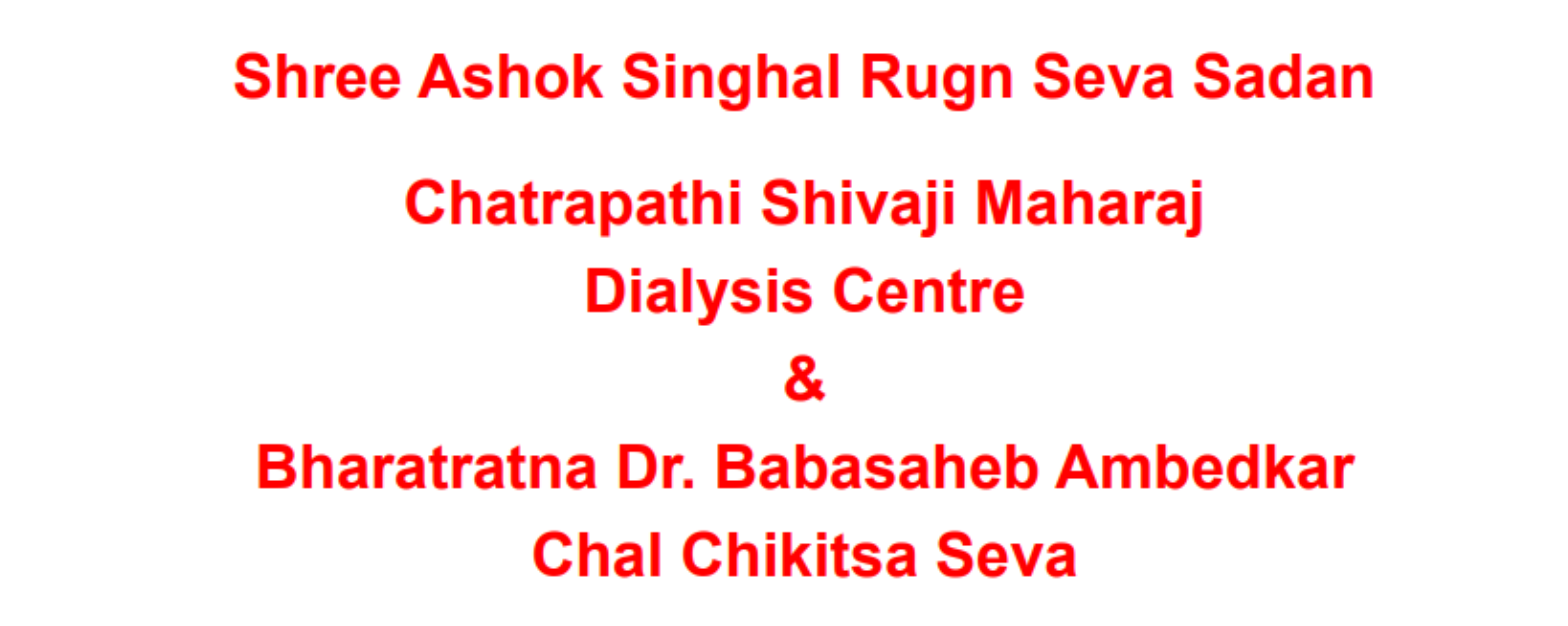 Shree Ashok Singhal Rugn Seva Sadan
Chatrapathi Shivaji Maharaj
Dialysis Centre
&
Bharatratna Dr. Babasaheb Ambedkar
Chal Chikitsa Seva